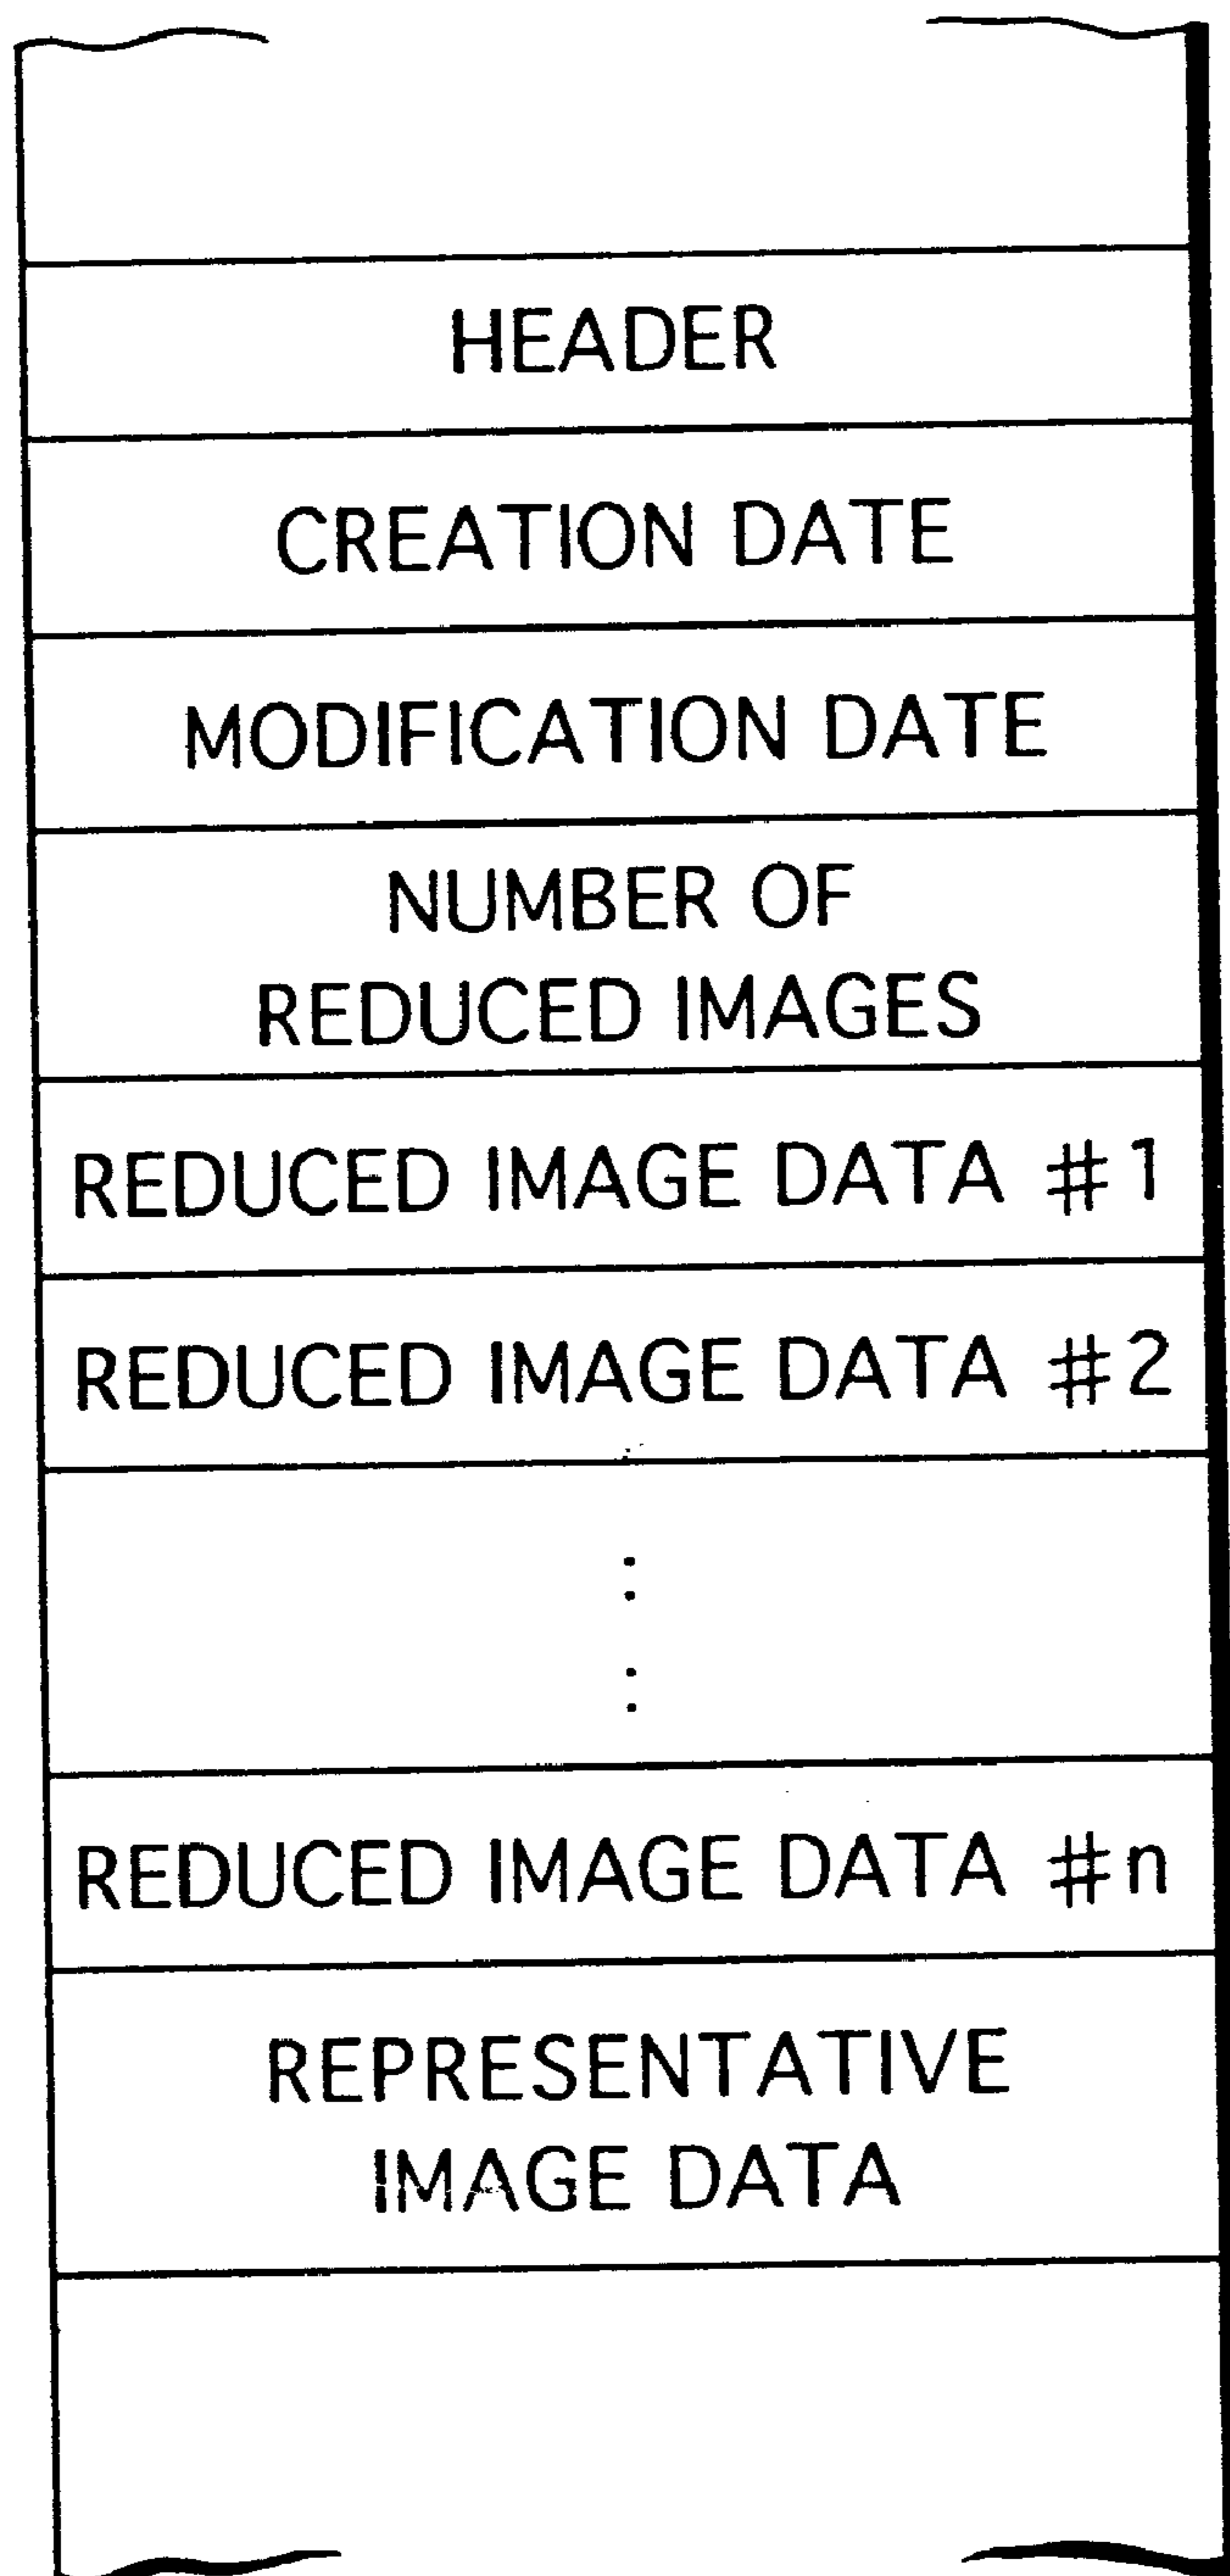 HEADER
CREATION DATE
MODIFICATION DATE
NUMBER OF
REDUCED IMAGES
REDUCED IMAGE DATA #1
REDUCED IMAGE DATA #2
:
:
REDUCED IMAGE DATA #n
REPRESENTATIVE
IMAGE DATA